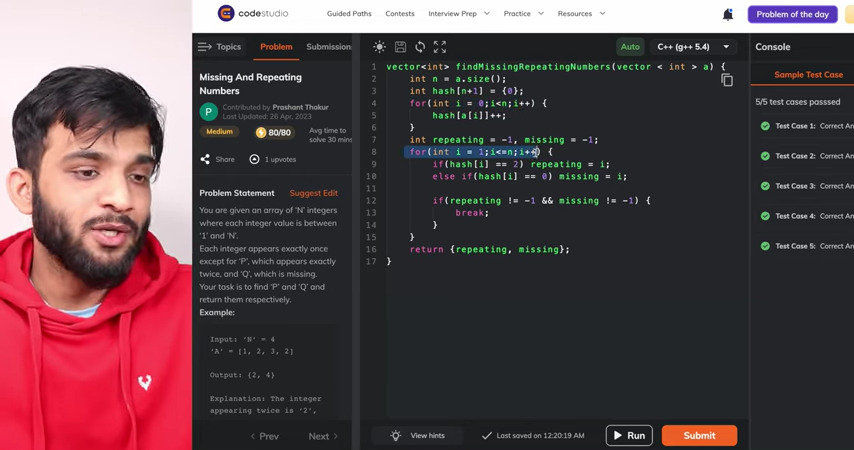 codestudio
Guided Paths
Contests
Interview Prep
Practice
Resources
Problem of the day
Topics
Problem
Submission
Missing And Repeating
Numbers
P
Contributed by Prashant Thakur
Last Updated: 26 Apr, 2023
Medium
80/80
Avg time to
solve 30 mins
Share
1 upvotes
Problem Statement
Suggest Edit
You are given an array of ‘N’ integers
where each integer value is between
‘1’ and ‘N’.
Each integer appears exactly once
except for ‘P’, which appears exactly
twice, and ‘Q’, which is missing.
Your task is to find ‘P’ and ‘Q’ and
return them respectively.
Example:
Input: ‘N’ = 4
‘A’ = [1, 2, 3, 2]
Output: {2, 4}
Explanation: The integer
appearing twice is ‘2’,
Prev
Next
Auto
C++ (g++ 5.4)
1 vector<int> findMissingRepeatingNumbers(vector < int > a) {
2 int n = a.size();
3 int hash[n+1] = {0};
4 for(int i = 0;i<n;i++) {
5 hash[a[i]]++;
6 }
7 int repeating = -1, missing = -1;
8 for(int i = 1;i<=n;i++) {
9 if(hash[i] == 2) repeating = i;
10 else if(hash[i] == 0) missing = i;
11
12 if(repeating != -1 && missing != -1) {
13 break;
14 }
15 }
16 return {repeating, missing};
17 }
View hints
Last saved on 12:20:19 AM
Run
Submit
Console
Sample Test Case
5/5 test cases passsed
Test Case 1: Correct An
Test Case 2: Correct An
Test Case 3: Correct An
Test Case 4: Correct An
Test Case 5: Correct An